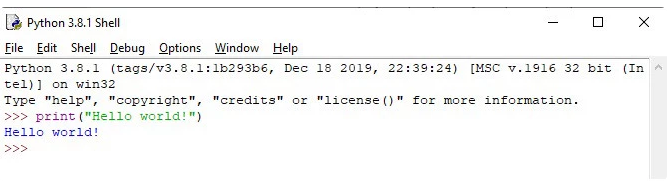 Python 3.8.1 Shell
File Edit Shell Debug Options Window Help
Python 3.8.1 (tags/v3.8.1:1b293b6, Dec 18 2019, 22:39:24) [MSC v.1916 32 bit (In
tel)] on win32
Type "help", "copyright", "credits" or "license()" for more information.
>>> print("Hello world!")
Hello world!
>>>